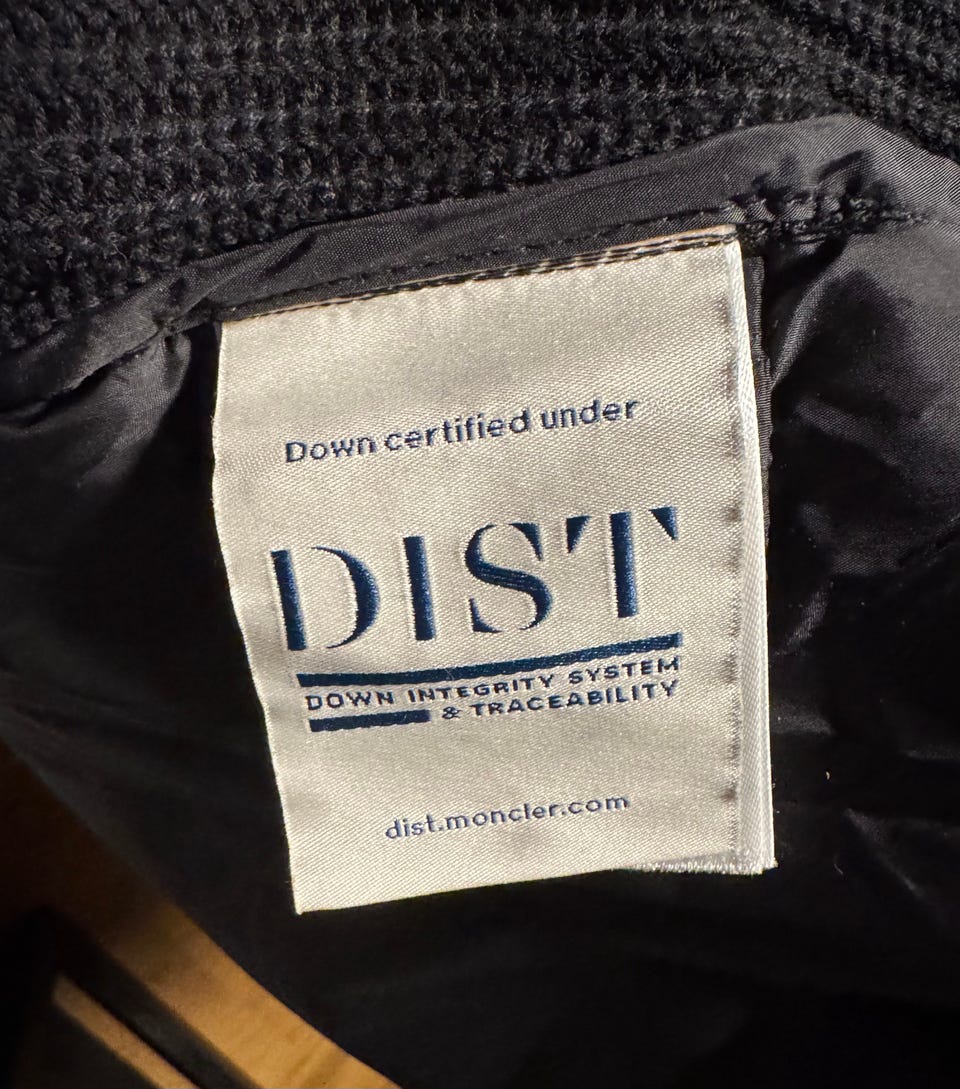 Down certified under
DIST
DOWN INTEGRITY SYSTEM
& TRACEABILITY
dist.moncler.com